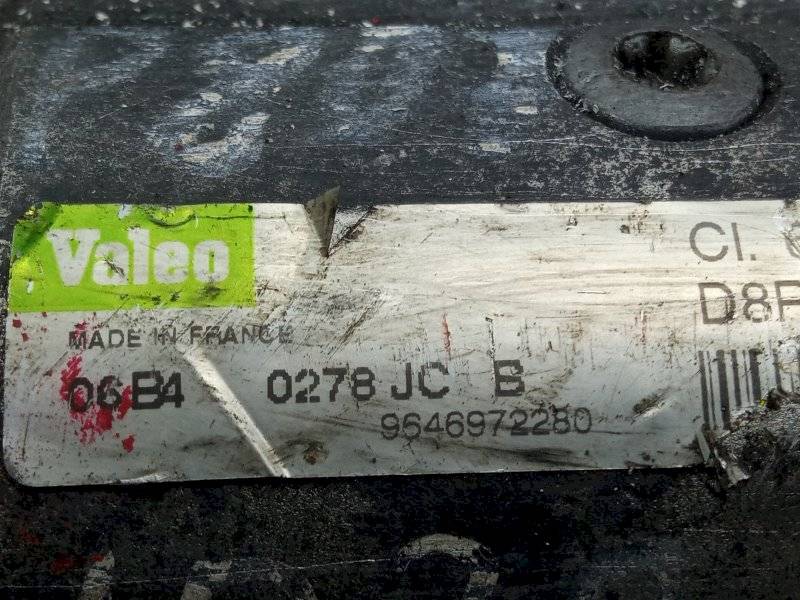 Valeo
MADE IN FRANCE
06B4 0278 JC B
9646972280
Cl.
D8R